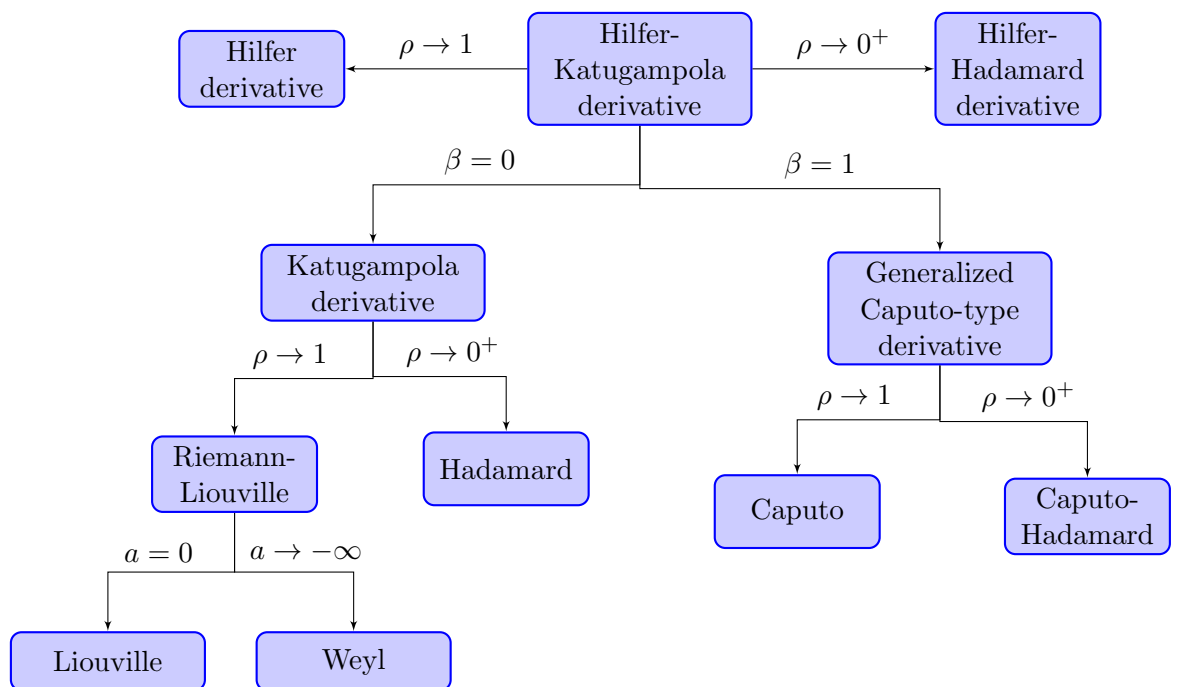 Hilfer
derivative
ρ → 1
Hilfer-
Katugampola
derivative
ρ → 0⁺
Hilfer-
Hadamard
derivative
β = 0
β = 1
Katugampola
derivative
Generalized
Caputo-type
derivative
ρ → 1
ρ → 0⁺
ρ → 1
ρ → 0⁺
Riemann-
Liouville
Hadamard
Caputo
Caputo-
Hadamard
a = 0
a → −∞
Liouville
Weyl